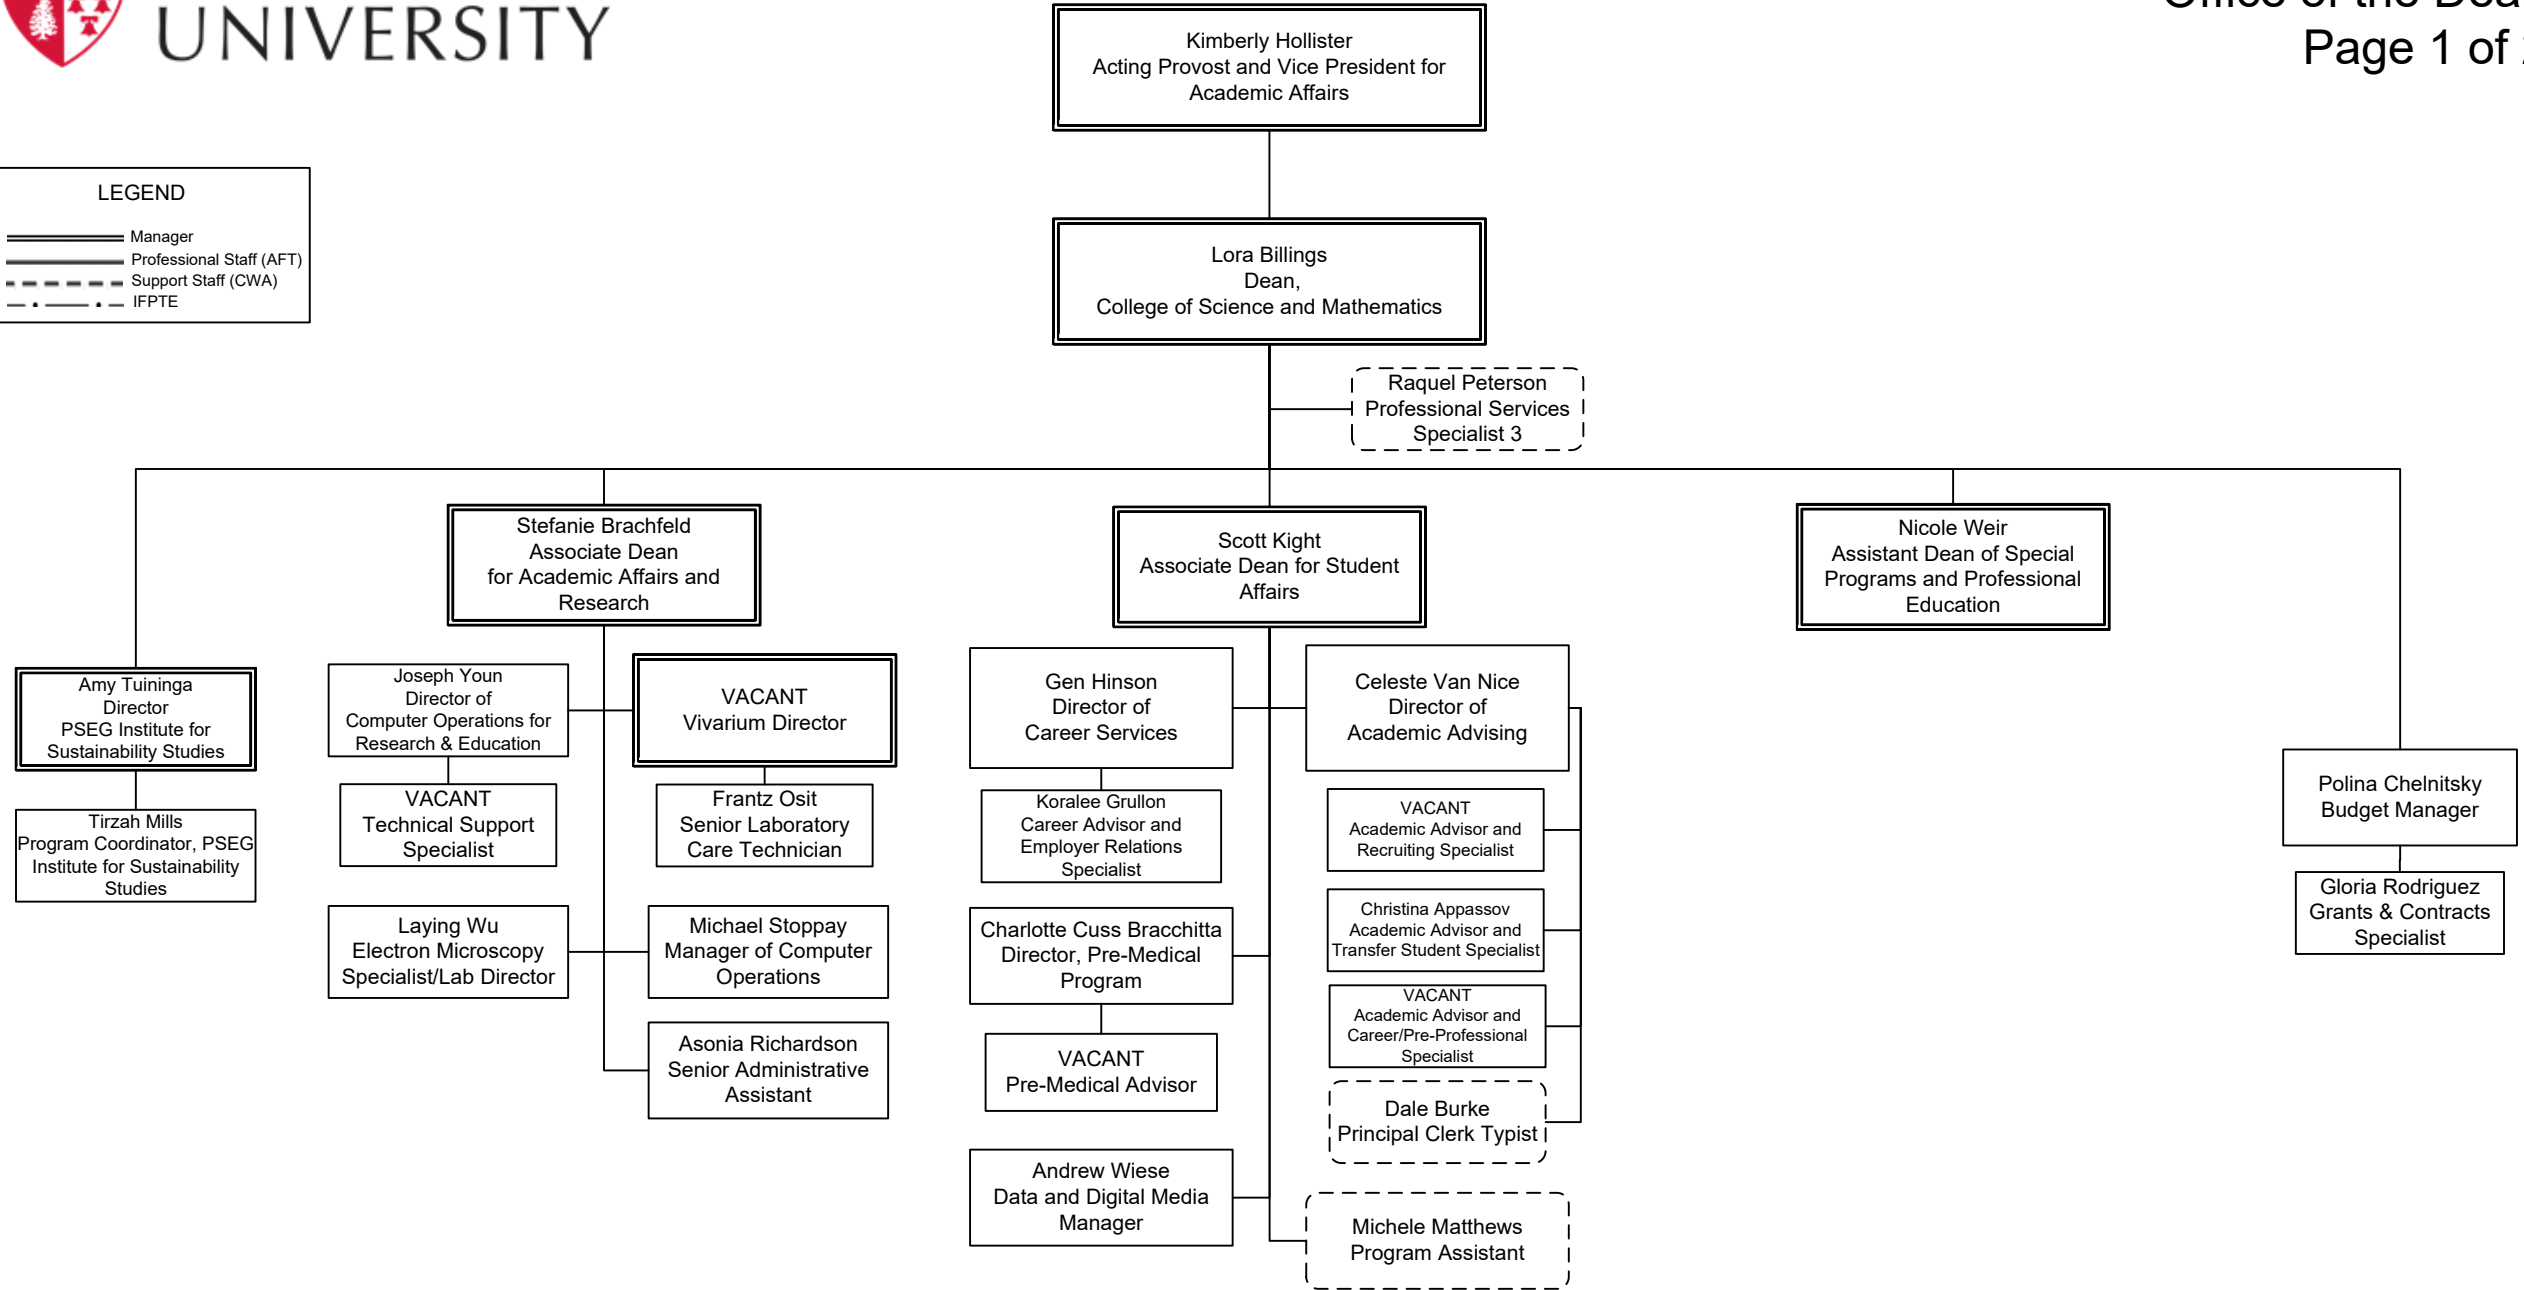 UNIVERSITY
Page 1 of
Kimberly Hollister
Acting Provost and Vice President for
Academic Affairs
LEGEND
Manager
Professional Staff (AFT)
Support Staff (CWA)
IFPTE
Lora Billings
Dean,
College of Science and Mathematics
Raquel Peterson
Professional Services
Specialist 3
Stefanie Brachfeld
Associate Dean
for Academic Affairs and
Research
Scott Kight
Associate Dean for Student
Affairs
Nicole Weir
Assistant Dean of Special
Programs and Professional
Education
Amy Tuininga
Director
PSEG Institute for
Sustainability Studies
Tirzah Mills
Program Coordinator, PSEG
Institute for Sustainability
Studies
Joseph Youn
Director of
Computer Operations for
Research & Education
VACANT
Vivarium Director
VACANT
Technical Support
Specialist
Frantz Osit
Senior Laboratory
Care Technician
Laying Wu
Electron Microscopy
Specialist/Lab Director
Michael Stoppay
Manager of Computer
Operations
Asonia Richardson
Senior Administrative
Assistant
Gen Hinson
Director of
Career Services
Koralee Grullon
Career Advisor and
Employer Relations
Specialist
Charlotte Cuss Bracchitta
Director, Pre-Medical
Program
VACANT
Pre-Medical Advisor
Andrew Wiese
Data and Digital Media
Manager
Celeste Van Nice
Director of
Academic Advising
VACANT
Academic Advisor and
Recruiting Specialist
Christina Appassov
Academic Advisor and
Transfer Student Specialist
VACANT
Academic Advisor and
Career/Pre-Professional
Specialist
Dale Burke
Principal Clerk Typist
Michele Matthews
Program Assistant
Polina Chelnitsky
Budget Manager
Gloria Rodriguez
Grants & Contracts
Specialist